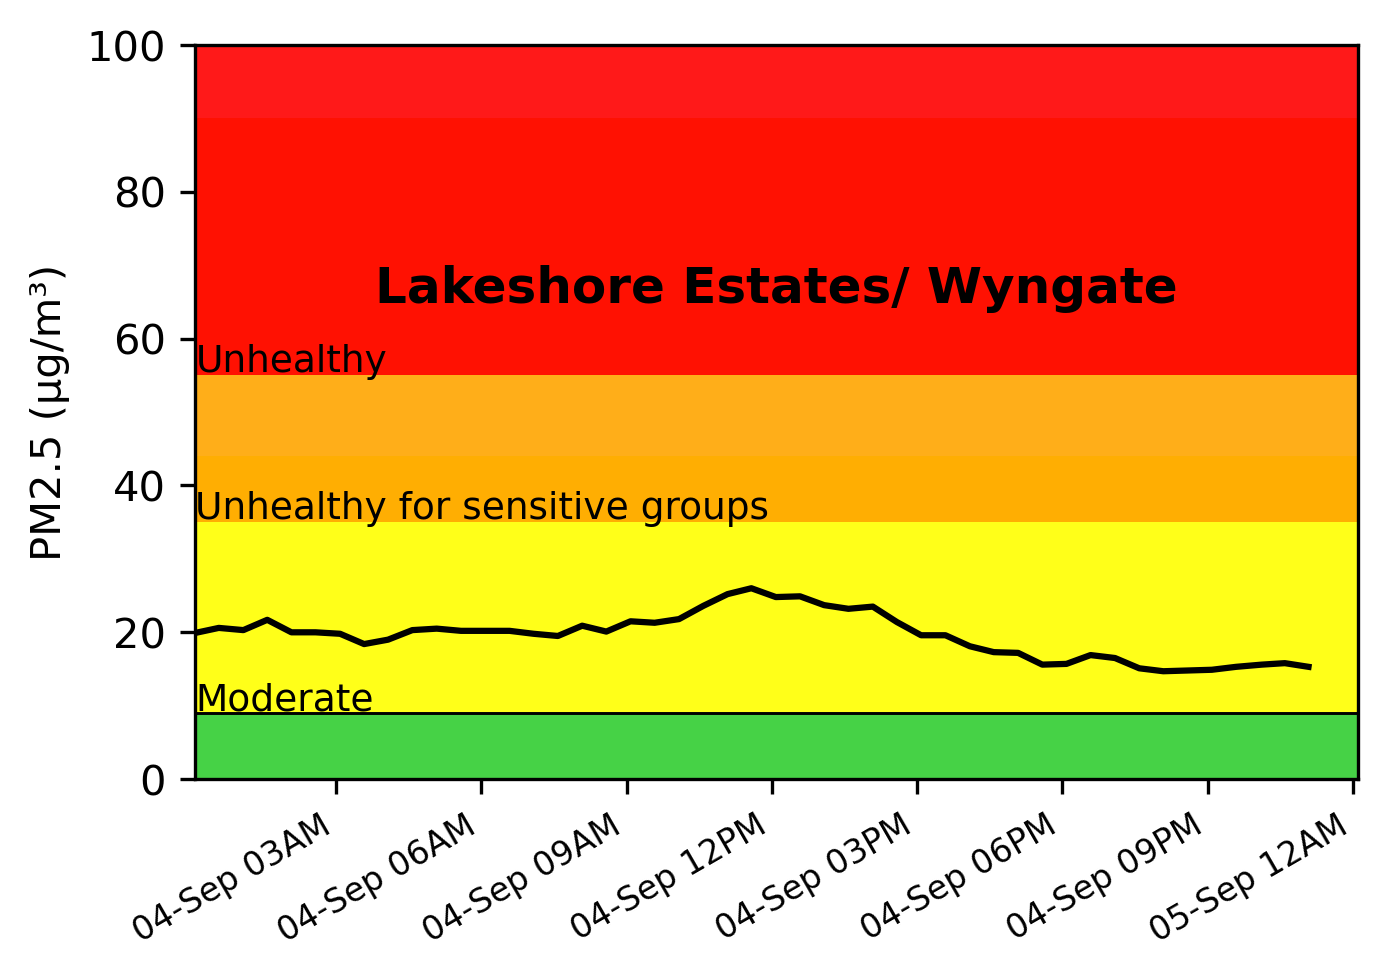 100
80
60
40
20
0
PM2.5 (µg/m³)
Lakeshore Estates/ Wyngate
Unhealthy
Unhealthy for sensitive groups
Moderate
04-Sep 03AM
04-Sep 06AM
04-Sep 09AM
04-Sep 12PM
04-Sep 03PM
04-Sep 06PM
04-Sep 09PM
05-Sep 12AM